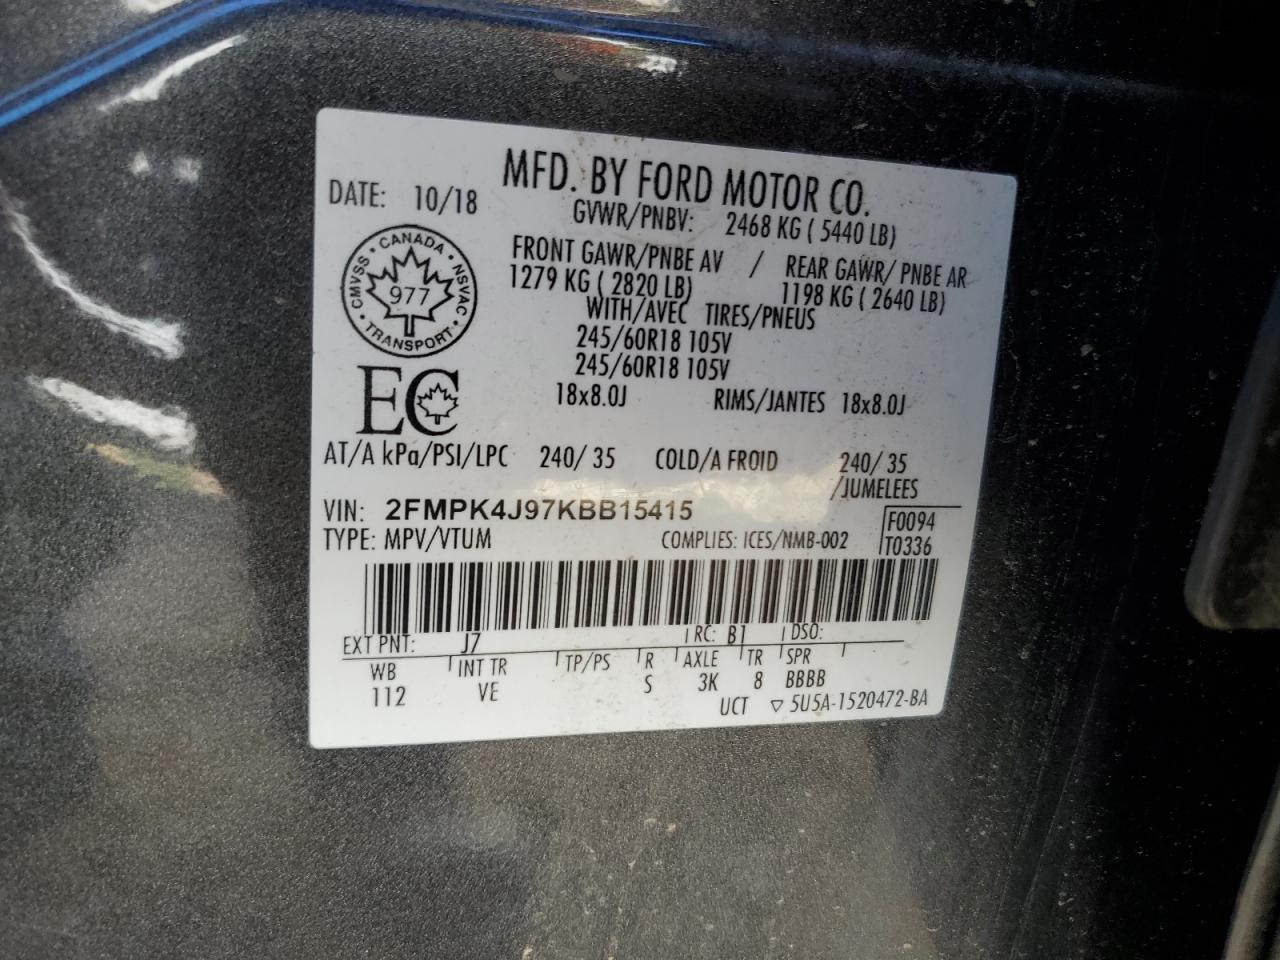 MFD. BY FORD MOTOR CO.
DATE: 10/18
GVWR/PNBV: 2468 KG ( 5440 LB)
FRONT GAWR/PNBE AV / REAR GAWR/ PNBE AR
1279 KG ( 2820 LB) 1198 KG ( 2640 LB)
WITH/AVEC TIRES/PNEUS
245/60R18 105V
245/60R18 105V
18x8.0J RIMS/JANTES 18x8.0J
CANADA
CMVSS • NSVAC
977
TRANSPORT
EC
AT/A kPa/PSI/LPC 240/ 35 COLD/A FROID 240/ 35
/JUMELEES
VIN: 2FMPK4J97KBB15415
F0094
TYPE: MPV/VTUM COMPLIES: ICES/NMB-002 T0336
EXT PNT: J7 RC: B1 DSO:
WB INT TR TP/PS R AXLE TR SPR
112 VE S 3K 8 BBBB
UCT ▽ 5U5A-1520472-BA